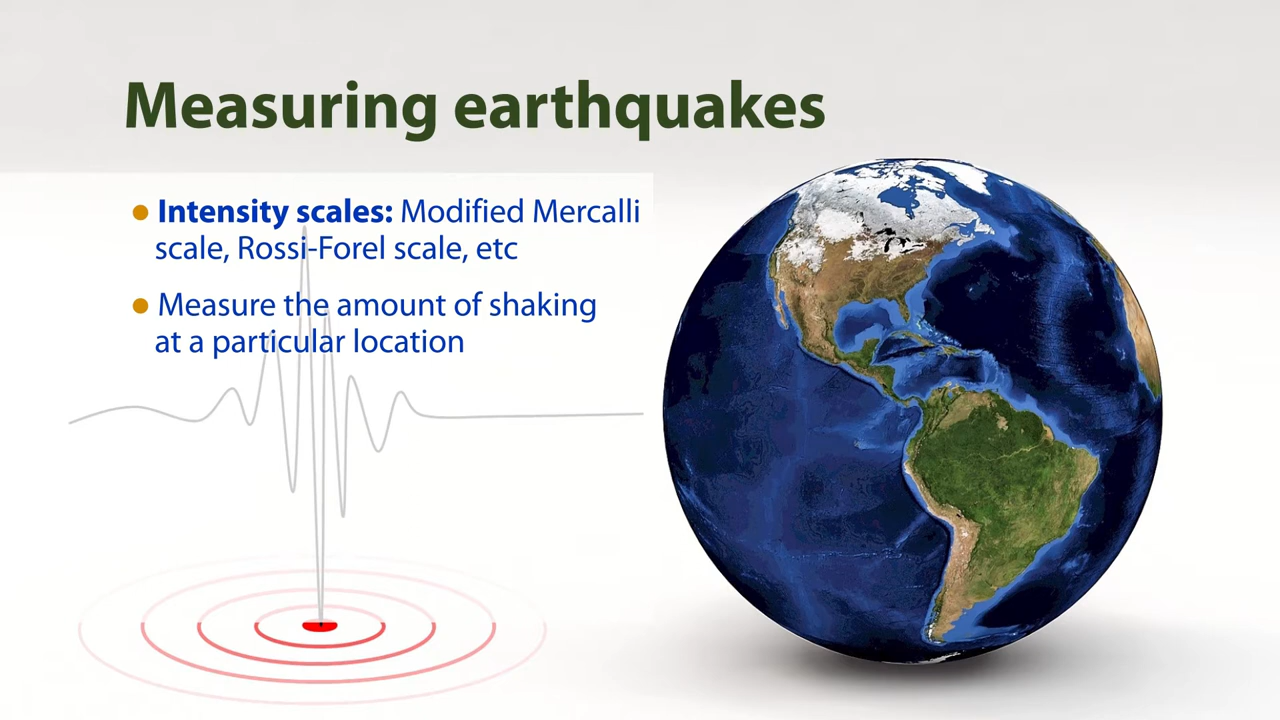 Measuring earthquakes
Intensity scales: Modified Mercalli
scale, Rossi-Forel scale, etc
Measure the amount of shaking
at a particular location